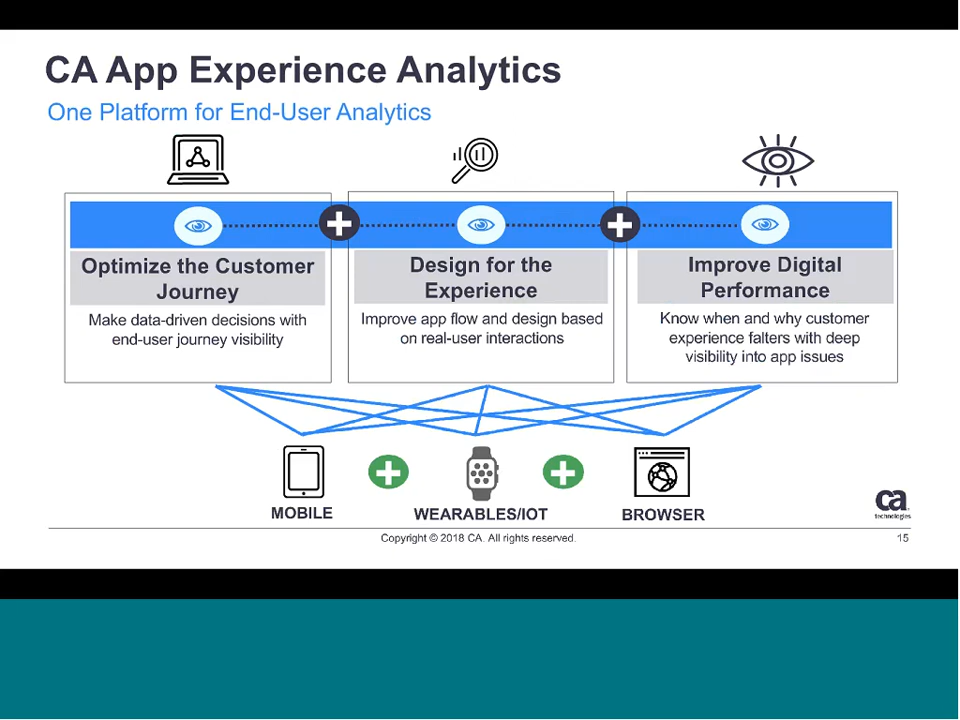 CA App Experience Analytics
One Platform for End-User Analytics
Optimize the Customer
Journey
Make data-driven decisions with
end-user journey visibility
Design for the
Experience
Improve app flow and design based
on real-user interactions
Improve Digital
Performance
Know when and why customer
experience falters with deep
visibility into app issues
MOBILE
WEARABLES/IOT
BROWSER
ca
technologies
Copyright © 2018 CA. All rights reserved.
15